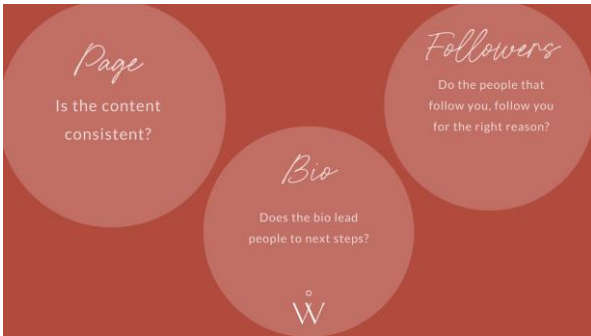 Page
Is the content
consistent?
Bio
Does the bio lead
people to next steps?
W
Followers
Do the people that
follow you, follow you
for the right reason?